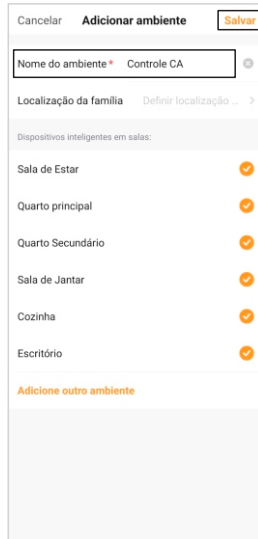 Cancelar Adicionar ambiente Salvar
Nome do ambiente* Controle CA
Localização da família Definir localização ... >
Dispositivos inteligentes em salas:
Sala de Estar
Quarto principal
Quarto Secundário
Sala de Jantar
Cozinha
Escritório
Adicione outro ambiente